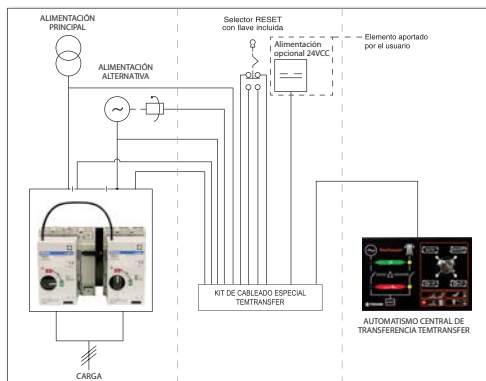 ALIMENTACIÓN
PRINCIPAL
ALIMENTACIÓN
ALTERNATIVA
Selector RESET
con llave incluida
Alimentación
opcional 24VCC
Elemento aportado
por el usuario
KIT DE CABLEADO ESPECIAL
TEMTRANSFER
AUTOMATISMO CENTRAL DE
TRANSFERENCIA TEMTRANSFER
CARGA